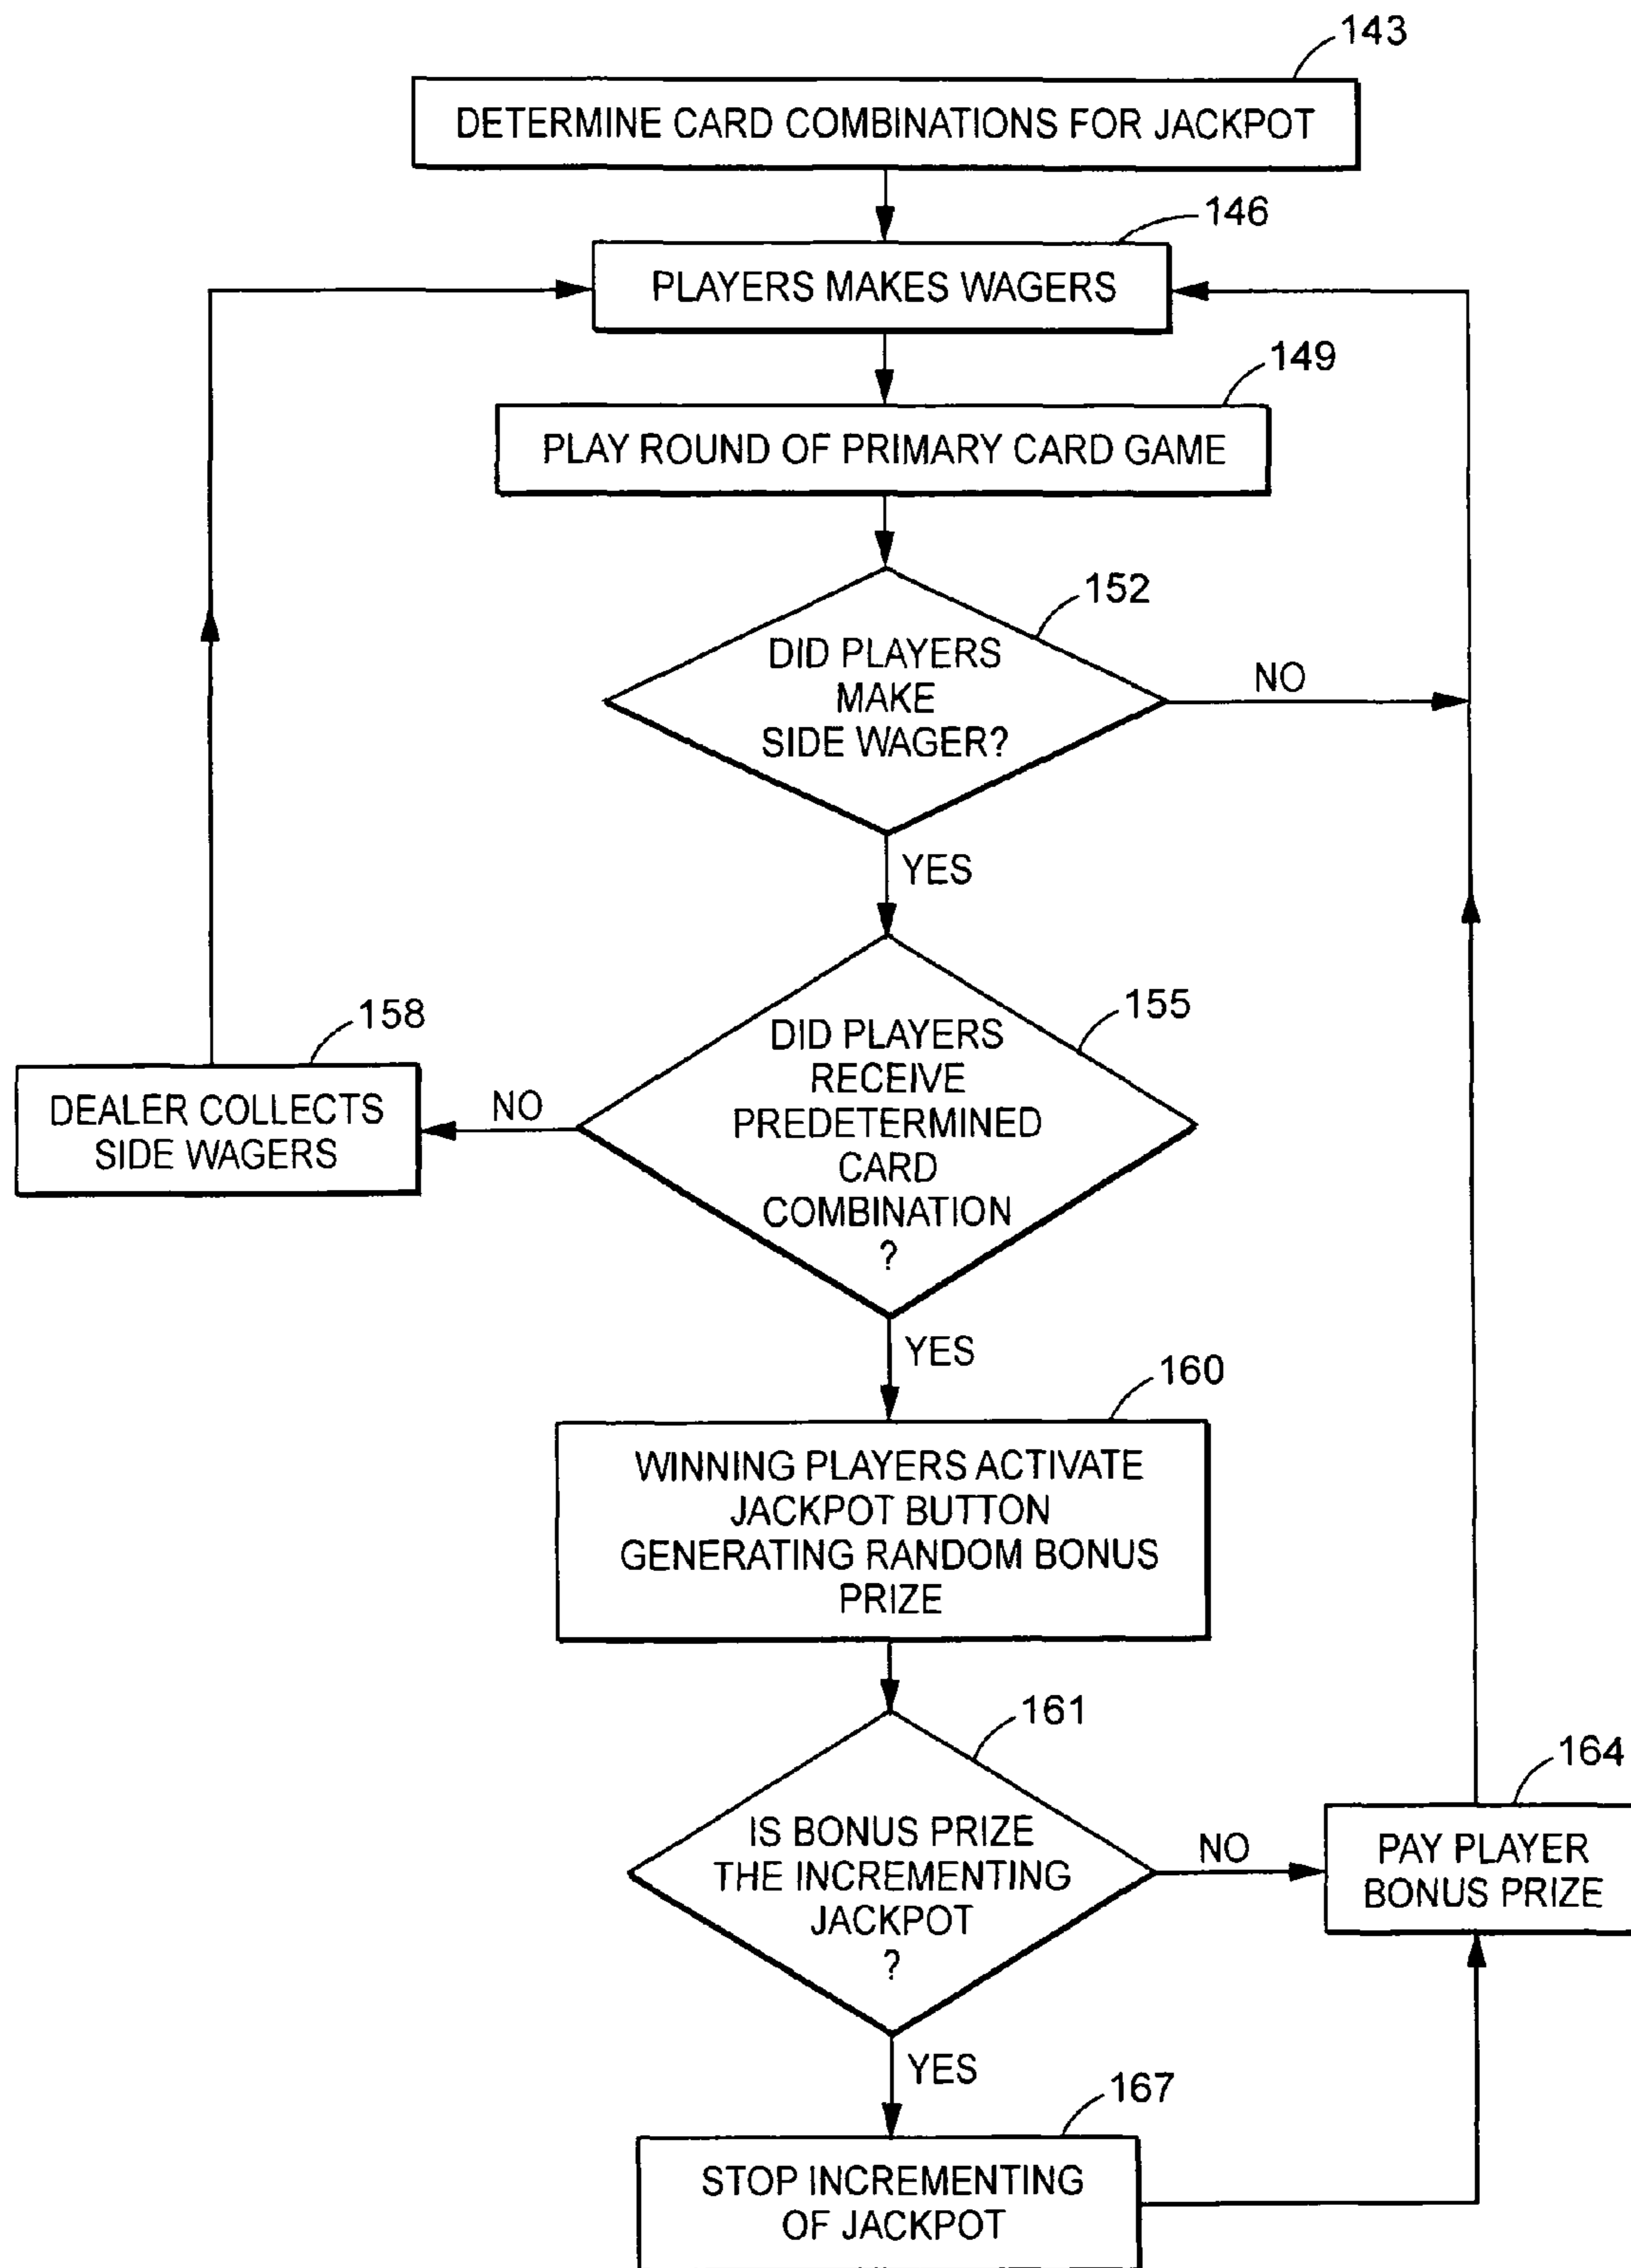 143
DETERMINE CARD COMBINATIONS FOR JACKPOT
146
PLAYERS MAKES WAGERS
149
PLAY ROUND OF PRIMARY CARD GAME
152
DID PLAYERS
MAKE
SIDE WAGER?
NO
YES
155
DID PLAYERS
RECEIVE
PREDETERMINED
CARD
COMBINATION
?
NO
158
DEALER COLLECTS
SIDE WAGERS
YES
160
WINNING PLAYERS ACTIVATE
JACKPOT BUTTON
GENERATING RANDOM BONUS
PRIZE
161
IS BONUS PRIZE
THE INCREMENTING
JACKPOT
?
NO
164
PAY PLAYER
BONUS PRIZE
YES
167
STOP INCREMENTING
OF JACKPOT